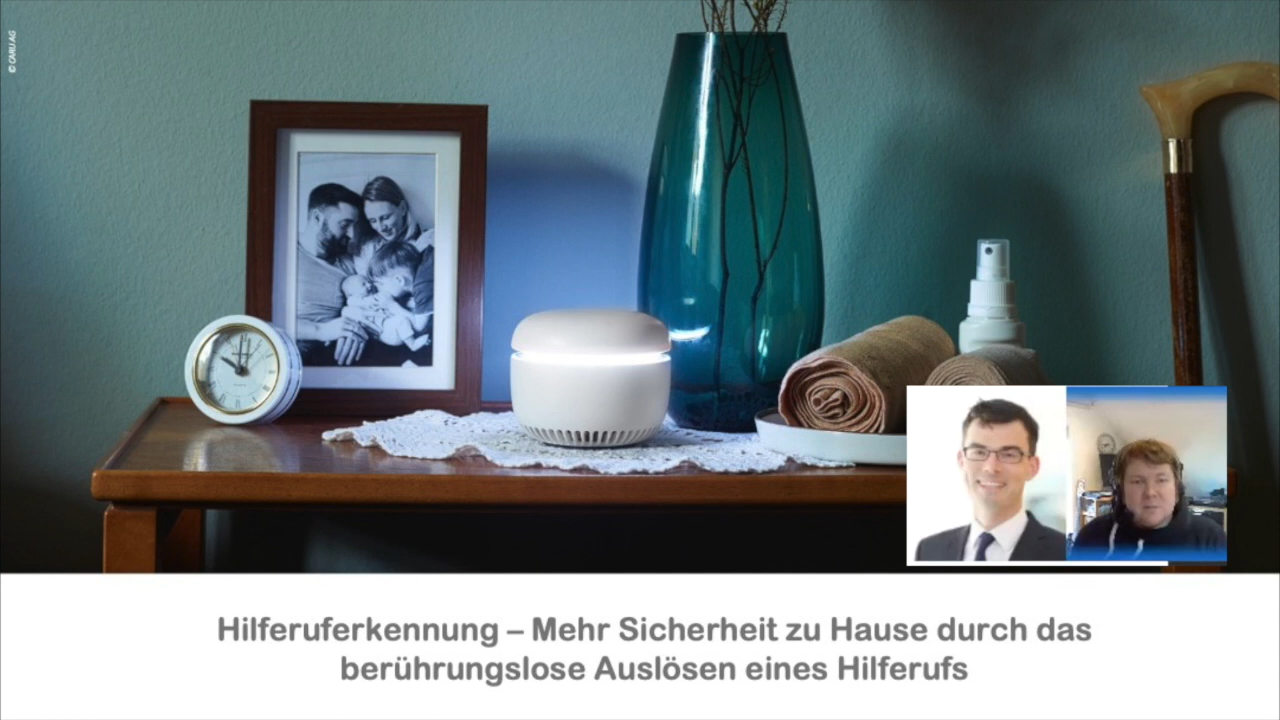 © CARU AG
Hilferuferkennung – Mehr Sicherheit zu Hause durch das
berührungslose Auslösen eines Hilferufs